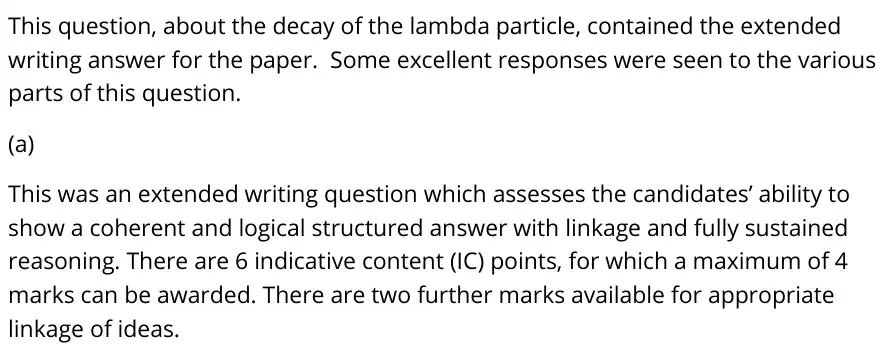 This question, about the decay of the lambda particle, contained the extended
writing answer for the paper.  Some excellent responses were seen to the various
parts of this question.
(a)
This was an extended writing question which assesses the candidates’ ability to
show a coherent and logical structured answer with linkage and fully sustained
reasoning. There are 6 indicative content (IC) points, for which a maximum of 4
marks can be awarded. There are two further marks available for appropriate
linkage of ideas.